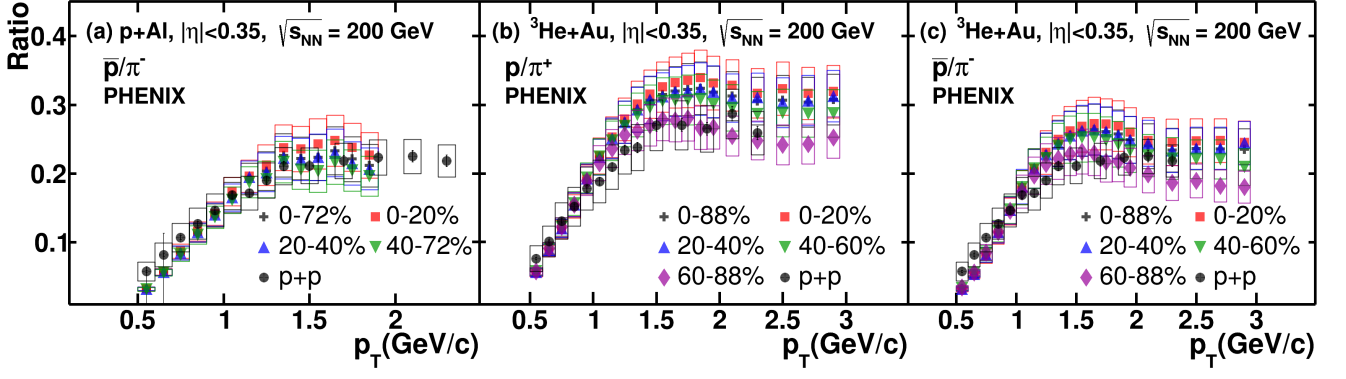 Ratio
0.4
0.3
0.2
0.1
(a) p+Al, |η|<0.35, √s_NN = 200 GeV
p̅/π⁻
PHENIX
0-72% 0-20%
20-40% 40-72%
p+p
0.5 1 1.5 2
p_T(GeV/c)
(b) ³He+Au, |η|<0.35, √s_NN = 200 GeV
p/π⁺
PHENIX
0-88% 0-20%
20-40% 40-60%
60-88% p+p
0.5 1 1.5 2 2.5 3
p_T(GeV/c)
(c) ³He+Au, |η|<0.35, √s_NN = 200 GeV
p̅/π⁻
PHENIX
0-88% 0-20%
20-40% 40-60%
60-88% p+p
0.5 1 1.5 2 2.5 3
p_T(GeV/c)